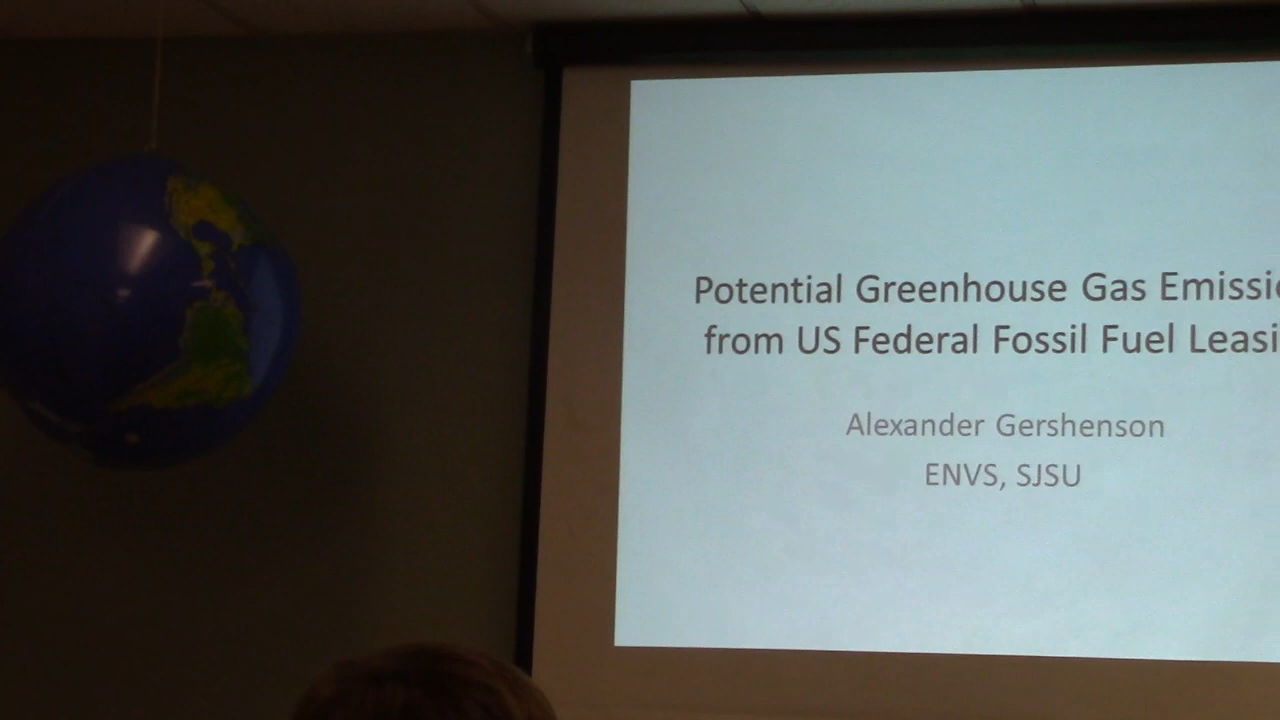 Potential Greenhouse Gas Emissi
from US Federal Fossil Fuel Leasi
Alexander Gershenson
ENVS, SJSU